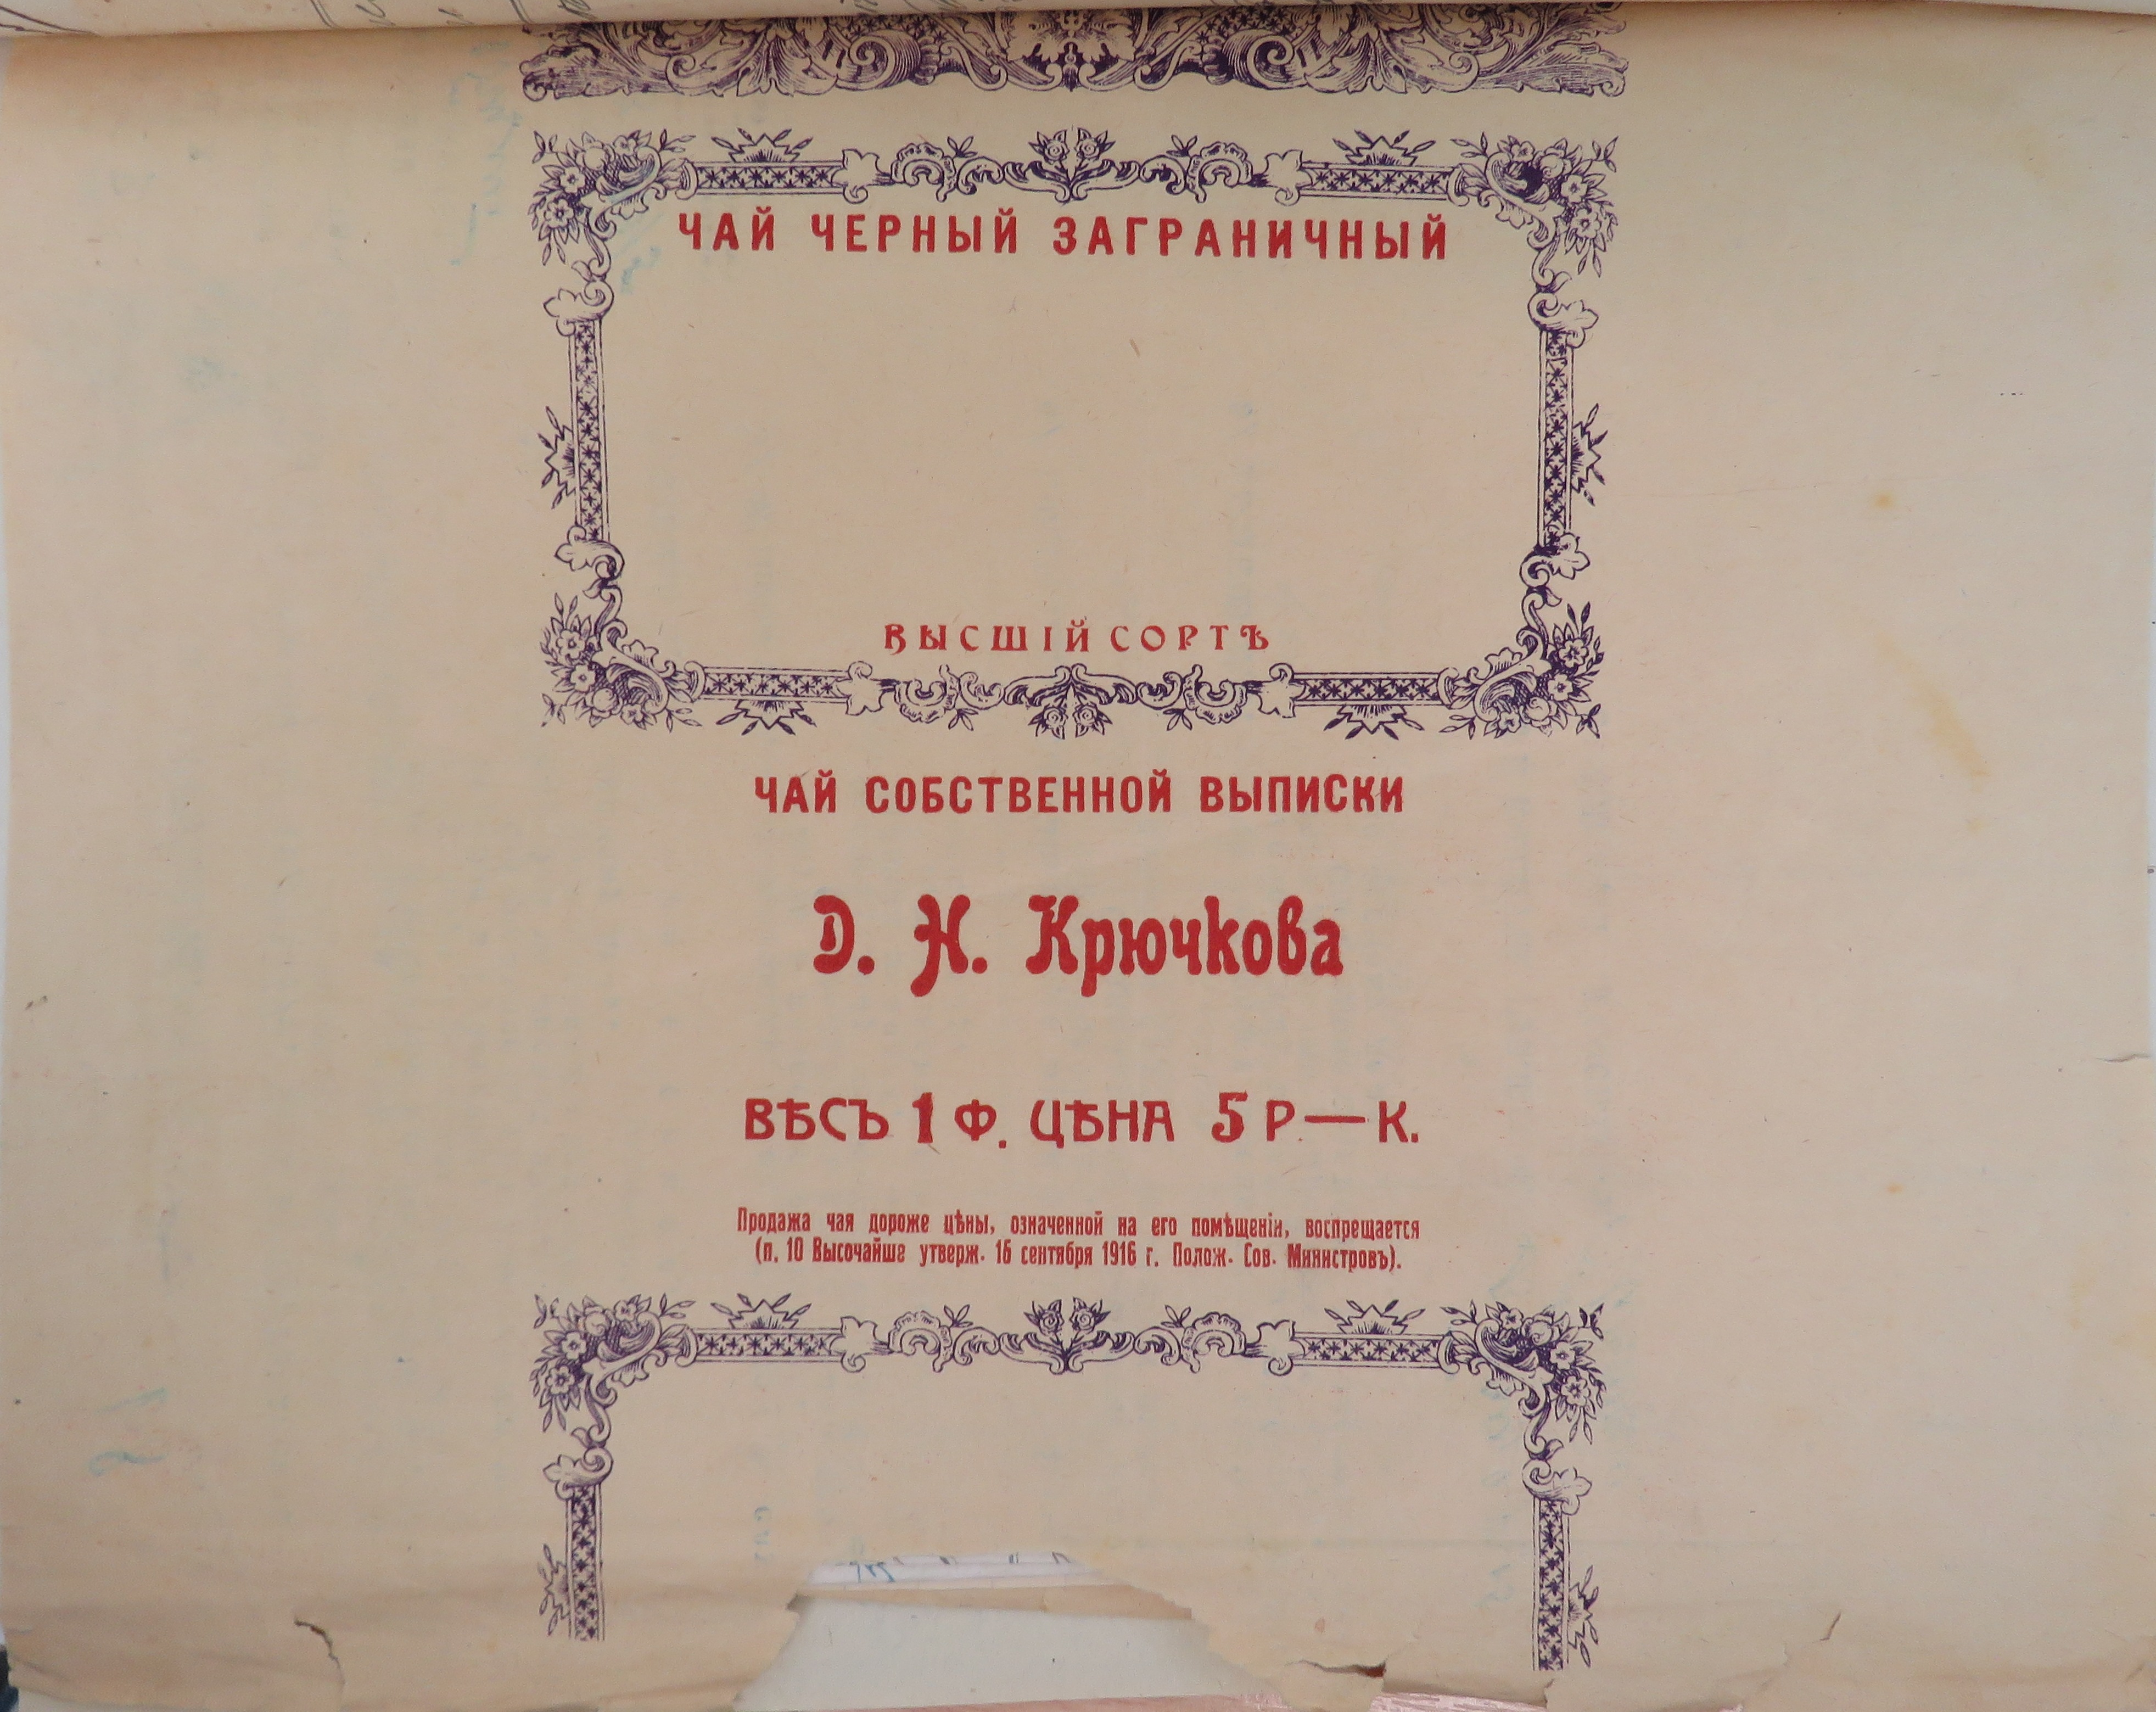 ЧАЙ ЧЕРНЫЙ ЗАГРАНИЧНЫЙ
ВЫСШІЙ СОРТЪ
ЧАЙ СОБСТВЕННОЙ ВЫПИСКИ
Д. Н. Крючкова
ВѢСЪ 1 Ф. ЦѢНА 5 Р — К.
Продажа чая дороже цѣны, означенной на его помѣщеніи, воспрещается
(п. 10 Высочайше утверж. 16 сентября 1916 г. Полож. Сов. Министровъ).